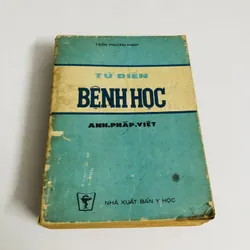 TỪ ĐIỂN
BỆNH HỌC
ANH.PHÁP.VIỆT
NHÀ XUẤT BẢN Y HỌC